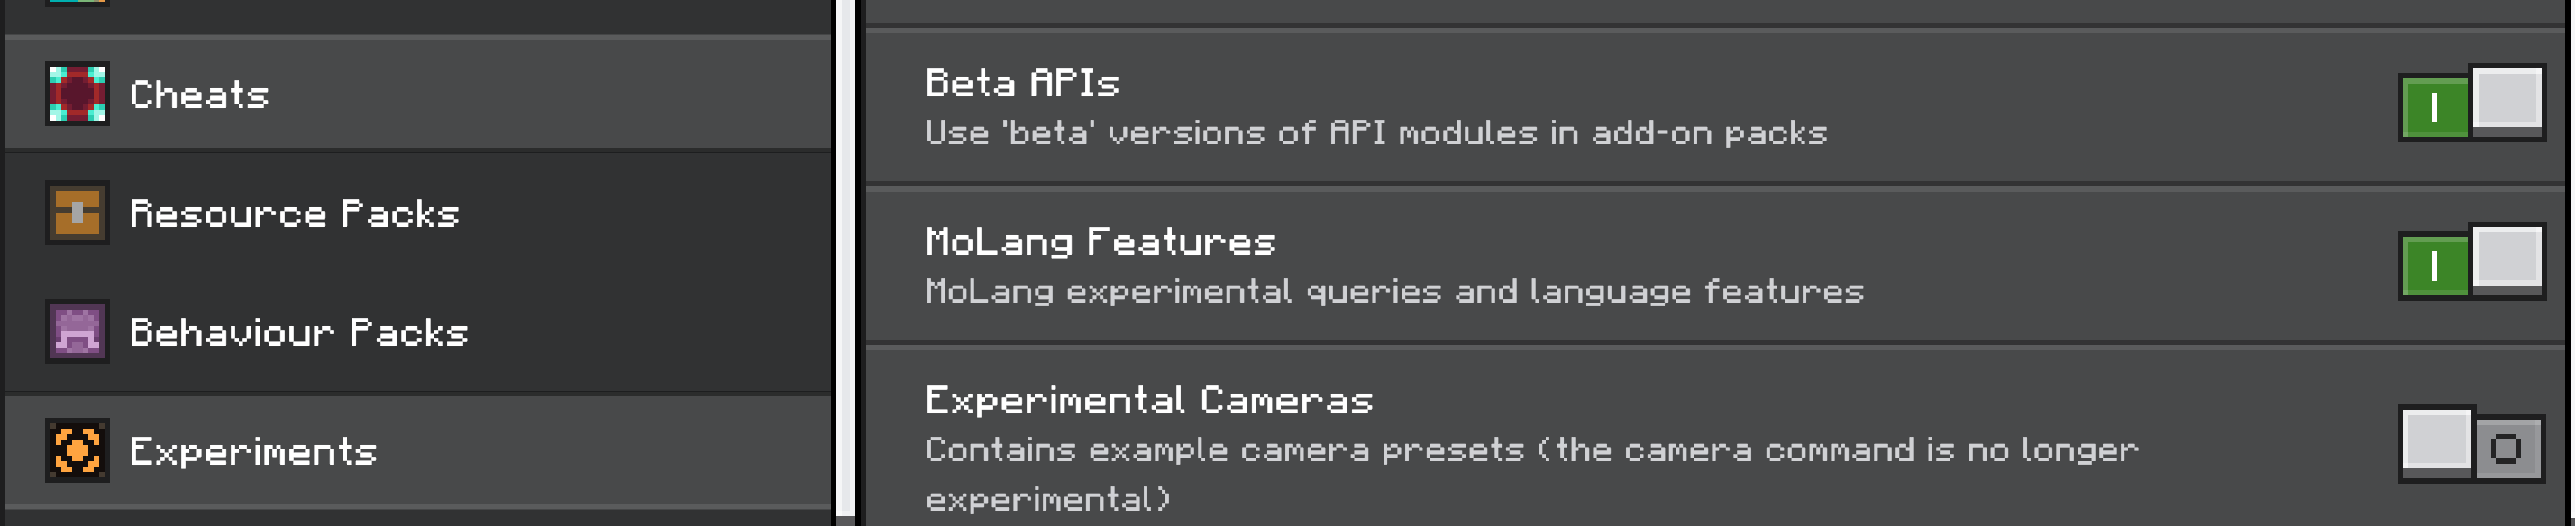 Cheats
Resource Packs
Behaviour Packs
Experiments
Beta APIs
Use 'beta' versions of API modules in add-on packs
MoLang Features
MoLang experimental queries and language features
Experimental Cameras
Contains example camera presets (the camera command is no longer
experimental)